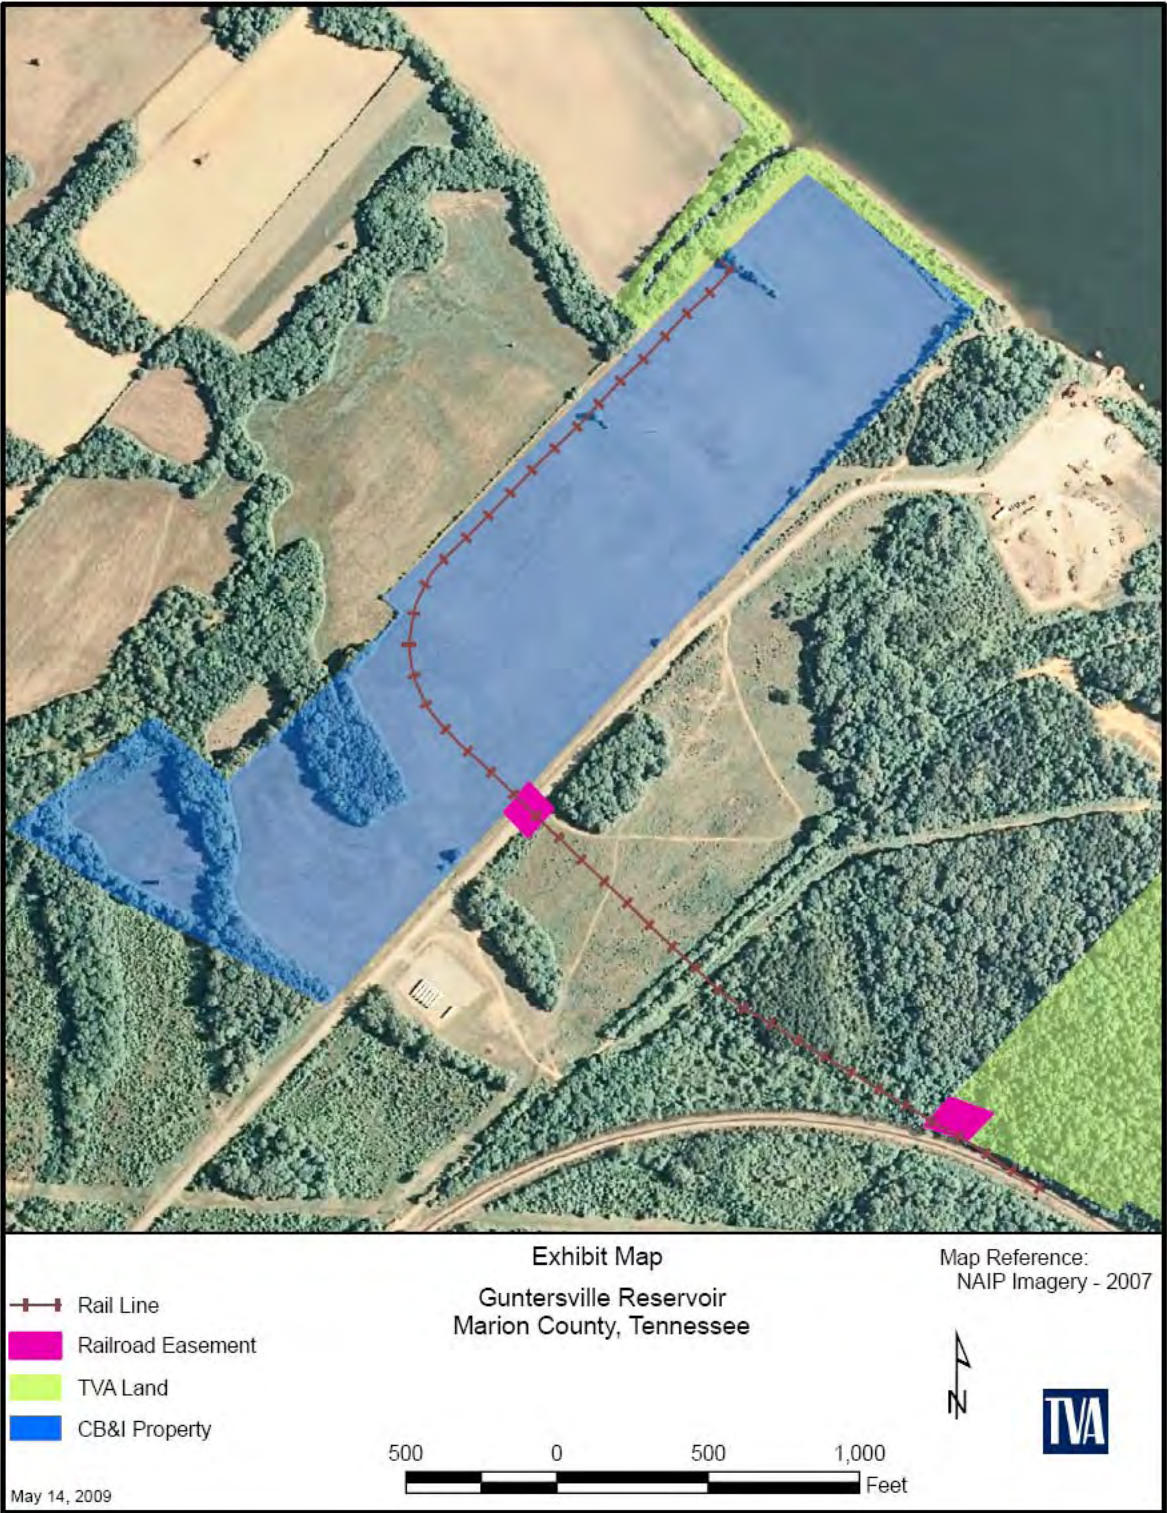 Exhibit Map
Guntersville Reservoir
Marion County, Tennessee
Map Reference:
NAIP Imagery - 2007
Rail Line
Railroad Easement
TVA Land
CB&I Property
N
TVA
500 0 500 1,000
Feet
May 14, 2009